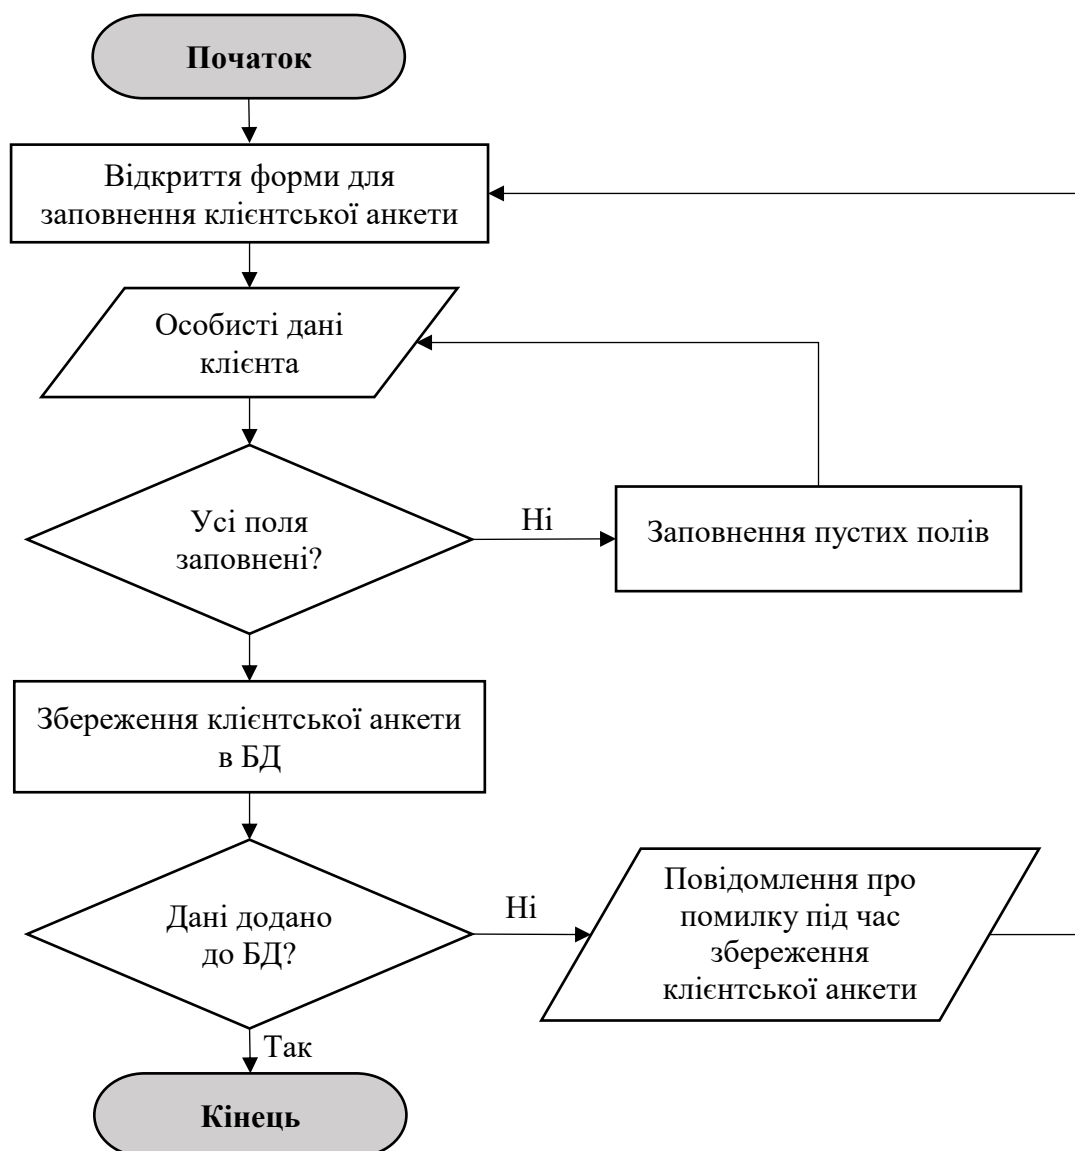 Початок
Відкриття форми для
заповнення клієнтської анкети
Особисті дані
клієнта
Усі поля
заповнені?
Ні
Заповнення пустих полів
Збереження клієнтської анкети
в БД
Дані додано
до БД?
Ні
Повідомлення про
помилку під час
збереження
клієнтської анкети
Так
Кінець